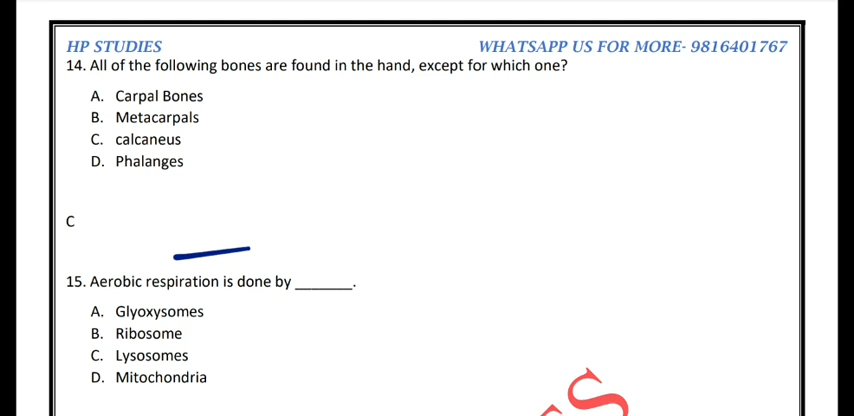 HP STUDIES WHATSAPP US FOR MORE- 9816401767
14. All of the following bones are found in the hand, except for which one?
A. Carpal Bones
B. Metacarpals
C. calcaneus
D. Phalanges
C
15. Aerobic respiration is done by _______.
A. Glyoxysomes
B. Ribosome
C. Lysosomes
D. Mitochondria